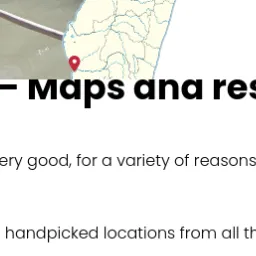 – Maps and res
ery good, for a variety of reasons
handpicked locations from all th